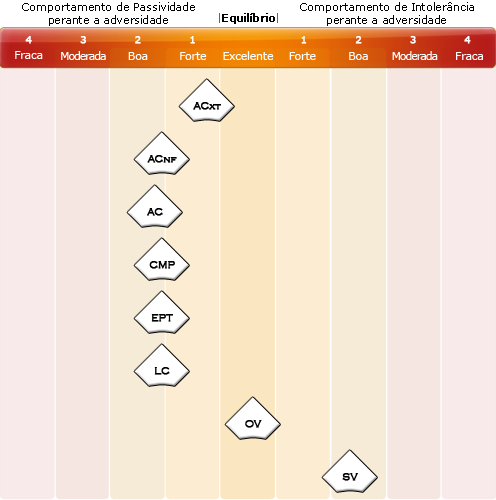 Comportamento de Passividade
perante a adversidade
|Equilíbrio|
Comportamento de Intolerância
perante a adversidade
4 3 2 1 1 2 3 4
Fraca Moderada Boa Forte Excelente Forte Boa Moderada Fraca
ACXT
ACNF
AC
CMP
EPT
LC
OV
SV